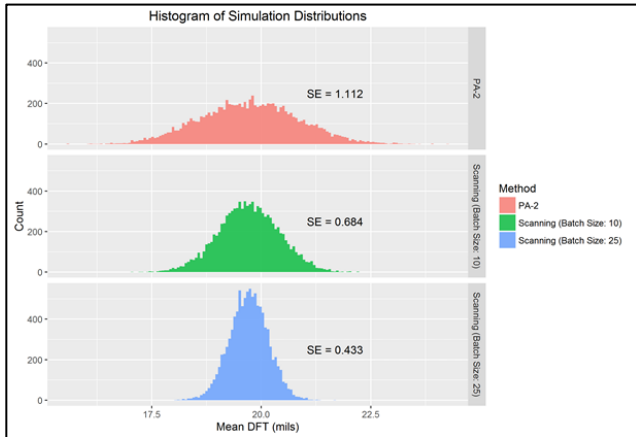 Histogram of Simulation Distributions
400
200
0
SE = 1.112
PA-2
400
200
0
SE = 0.684
Scanning (Batch Size: 10)
400
200
0
SE = 0.433
Scanning (Batch Size: 25)
Count
17.5
20.0
22.5
Mean DFT (mils)
Method
PA-2
Scanning (Batch Size: 10)
Scanning (Batch Size: 25)